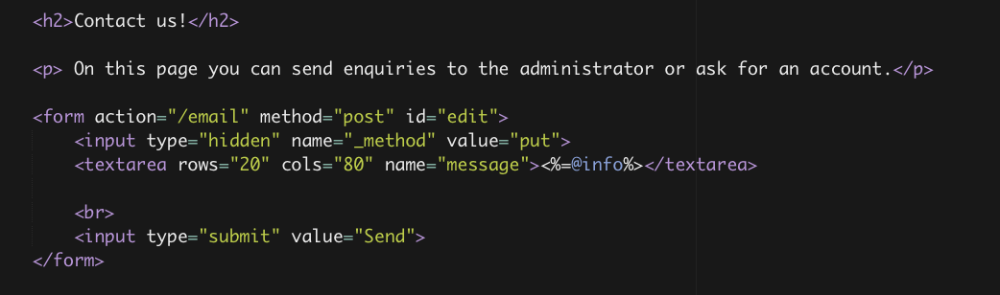 <h2>Contact us!</h2>
<p> On this page you can send enquiries to the administrator or ask for an account.</p>
<form action="/email" method="post" id="edit">
<input type="hidden" name="_method" value="put">
<textarea rows="20" cols="80" name="message"><%=@info%></textarea>
<br>
<input type="submit" value="Send">
</form>